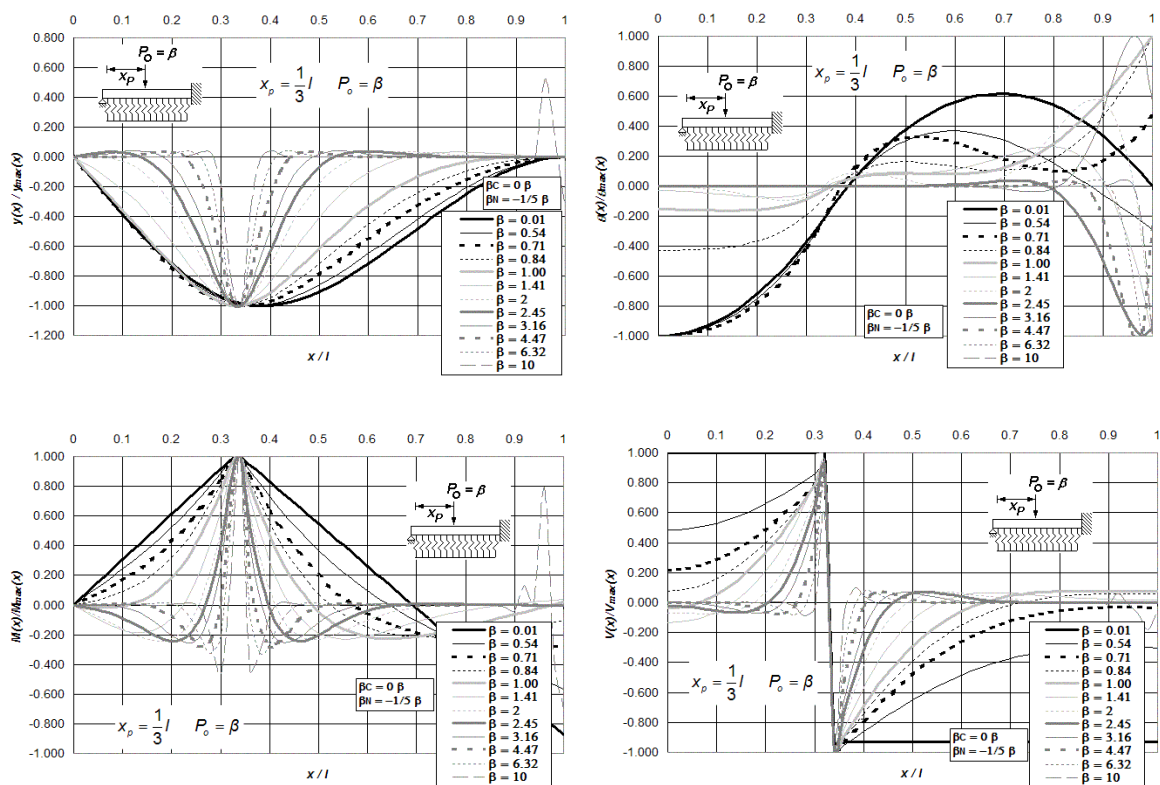 0 0.1 0.2 0.3 0.4 0.5 0.6 0.7 0.8 0.9 1
0.800
0.600
0.400
0.200
0.000
-0.200
-0.400
-0.600
-0.800
-1.000
-1.200
y(x) / ymax(x)
Po = β
xP
xp = 1/3 l Po = β
βC = 0 β
βN = −1/5 β
β = 0.01
β = 0.54
β = 0.71
β = 0.84
β = 1.00
β = 1.41
β = 2
β = 2.45
β = 3.16
β = 4.47
β = 6.32
β = 10
x / l
0 0.1 0.2 0.3 0.4 0.5 0.6 0.7 0.8 0.9 1
1.000
0.800
0.600
0.400
0.200
0.000
-0.200
-0.400
-0.600
-0.800
-1.000
xp = 1/3 l Po = β
Po = β
xP
β = 0.01
β = 0.54
β = 0.71
β = 0.84
β = 1.00
β = 1.41
β = 2
β = 2.45
β = 3.16
β = 4.47
β = 6.32
β = 10
βC = 0 β
βN = −1/5 β
x / l
0 0.1 0.2 0.3 0.4 0.5 0.6 0.7 0.8 0.9 1
1.000
0.800
0.600
0.400
0.200
0.000
-0.200
-0.400
-0.600
-0.800
-1.000
M(x)/Mmax(x)
Po = β
xP
βC = 0 β
βN = −1/5 β
xp = 1/3 l Po = β
β = 0.01
β = 0.54
β = 0.71
β = 0.84
β = 1.00
β = 1.41
β = 2
β = 2.45
β = 3.16
β = 4.47
β = 6.32
β = 10
x / l
0 0.1 0.2 0.3 0.4 0.5 0.6 0.7 0.8 0.9 1
1.000
0.800
0.600
0.400
0.200
0.000
-0.200
-0.400
-0.600
-0.800
-1.000
V(x)/Vmax(x)
Po = β
xP
xp = 1/3 l Po = β
βC = 0 β
βN = −1/5 β
β = 0.01
β = 0.54
β = 0.71
β = 0.84
β = 1.00
β = 1.41
β = 2
β = 2.45
β = 3.16
β = 4.47
β = 6.32
β = 10
x / l